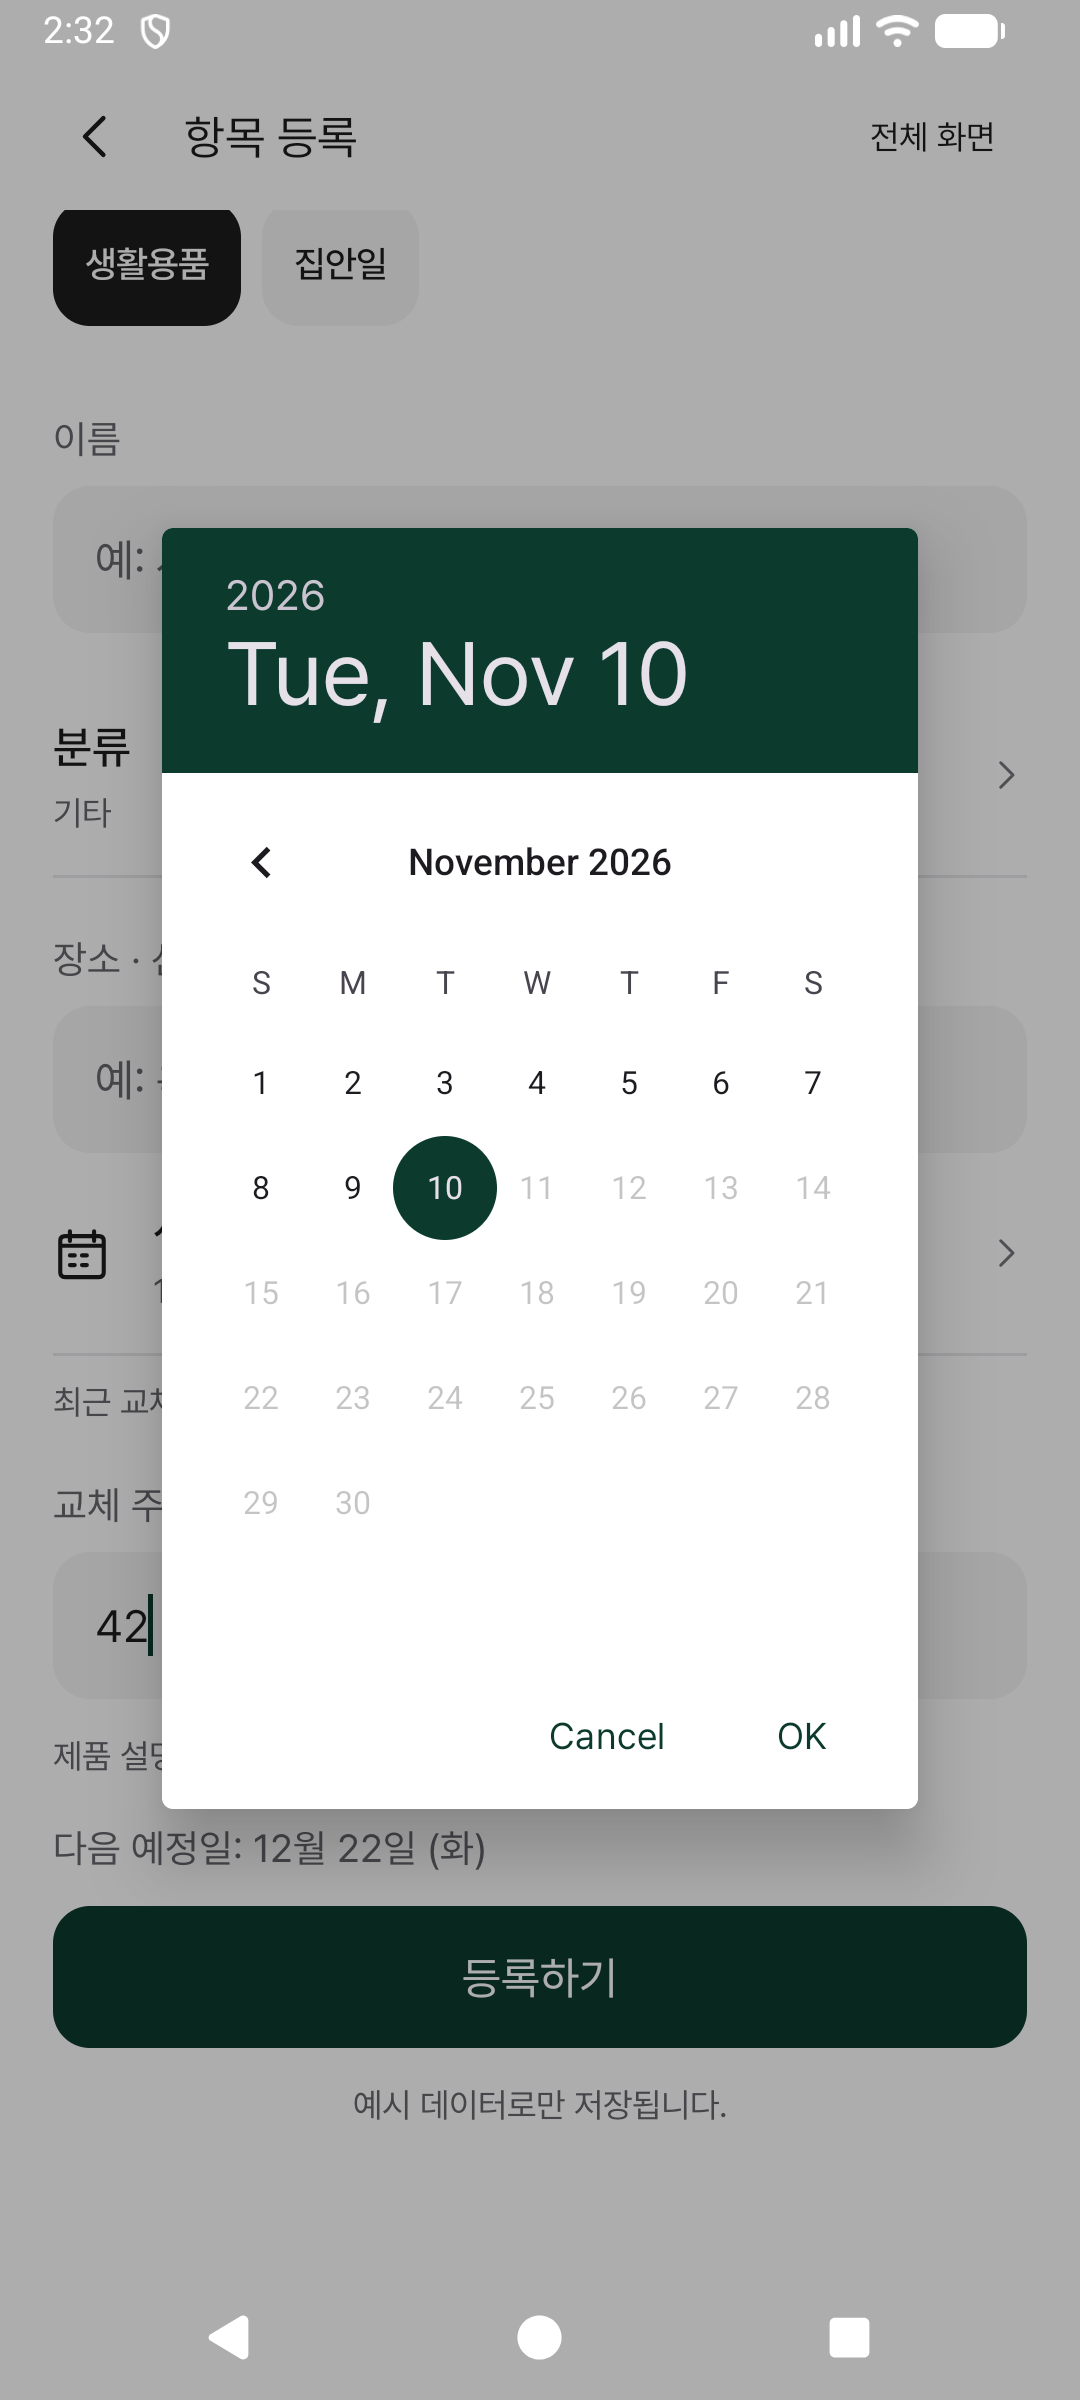 2:32
항목 등록
전체 화면
생활용품
집안일
이름
예:
2026
Tue, Nov 10
분류
기타
November 2026
S M T W T F S
장소 ·
1 2 3 4 5 6 7
예:
8 9 10 11 12 13 14
15 16 17 18 19 20 21
22 23 24 25 26 27 28
최근
29 30
교체
42
Cancel
OK
제품
다음 예정일: 12월 22일 (화)
등록하기
예시 데이터로만 저장됩니다.